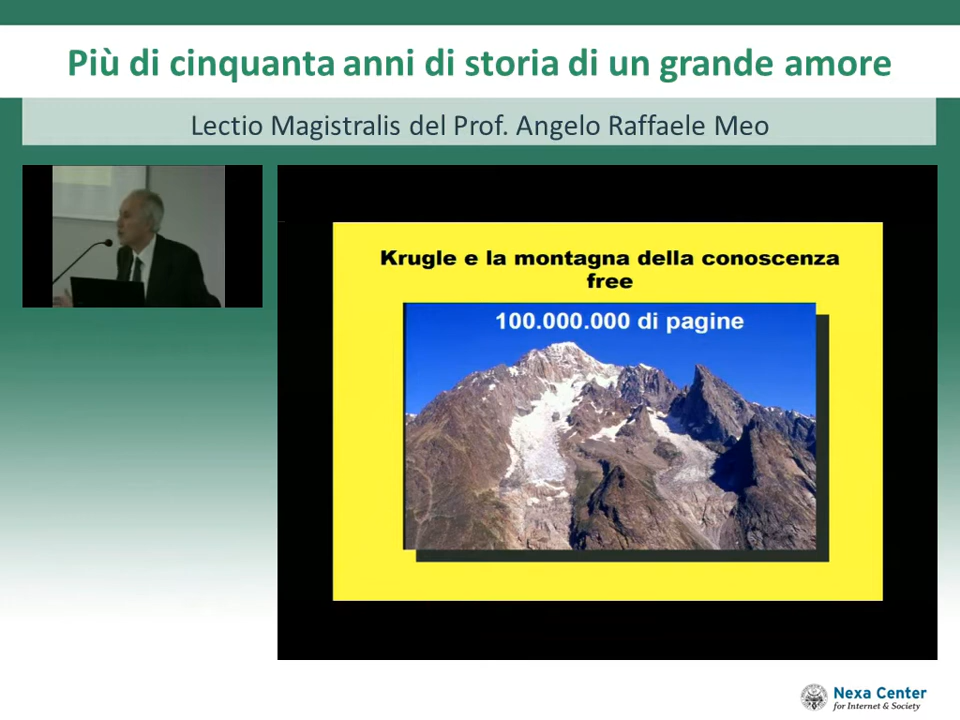 Più di cinquanta anni di storia di un grande amore
Lectio Magistralis del Prof. Angelo Raffaele Meo
Krugle e la montagna della conoscenza
free
100.000.000 di pagine
Nexa Center
for Internet & Society